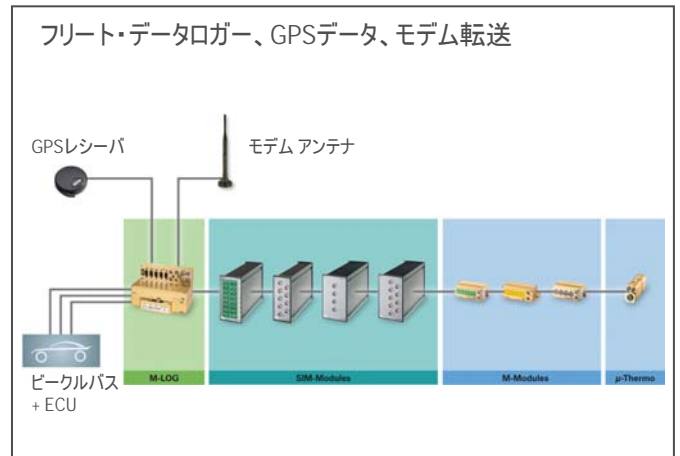 フリート・データロガー、GPSデータ、モデム転送
GPSレシーバ
モデム アンテナ
ビークルバス
+ ECU
M-LOG
SIM-Modules
M-Modules
µ-Thermo